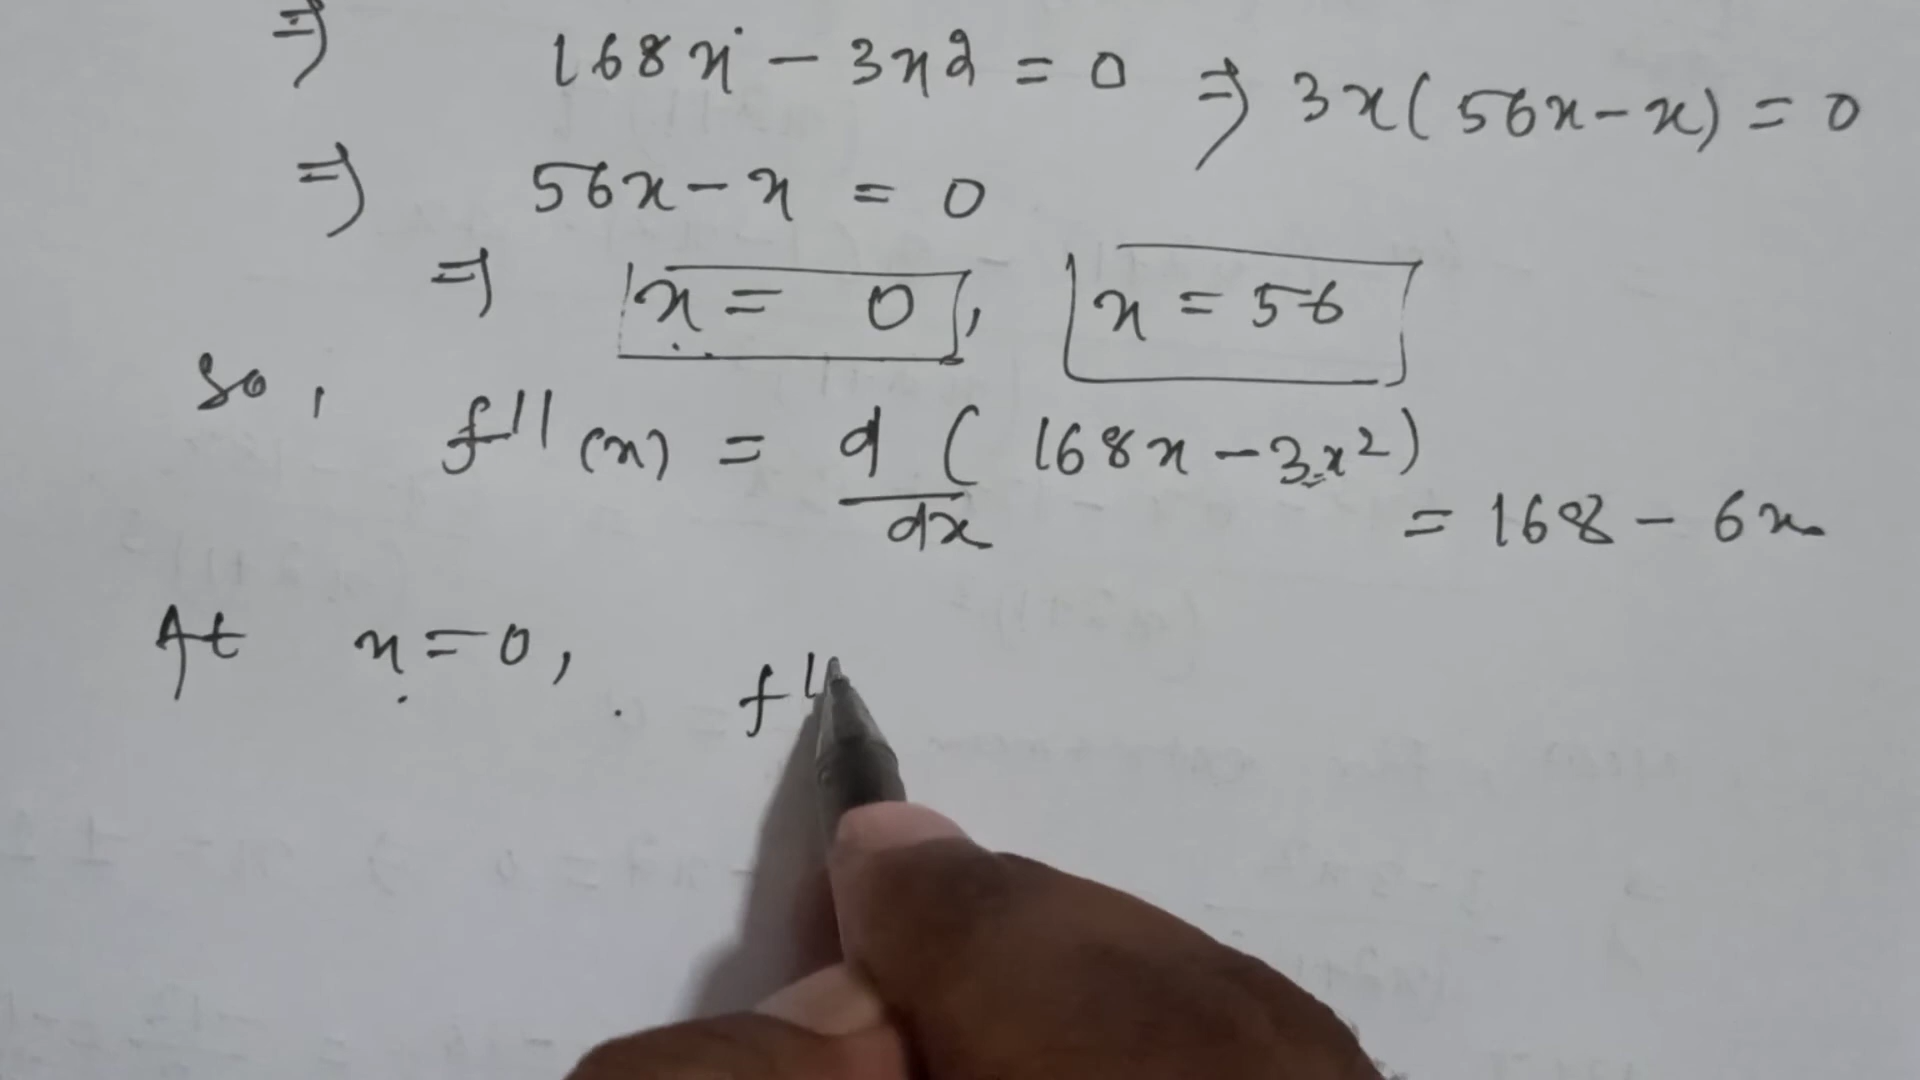 ⇒ 168x - 3x2 = 0 ⇒ 3x(56x-x) = 0
⇒ 56x - x = 0
⇒ x = 0, x = 56
So, f''(x) = d/dx (168x - 3x²)
= 168 - 6x
At x = 0, f''